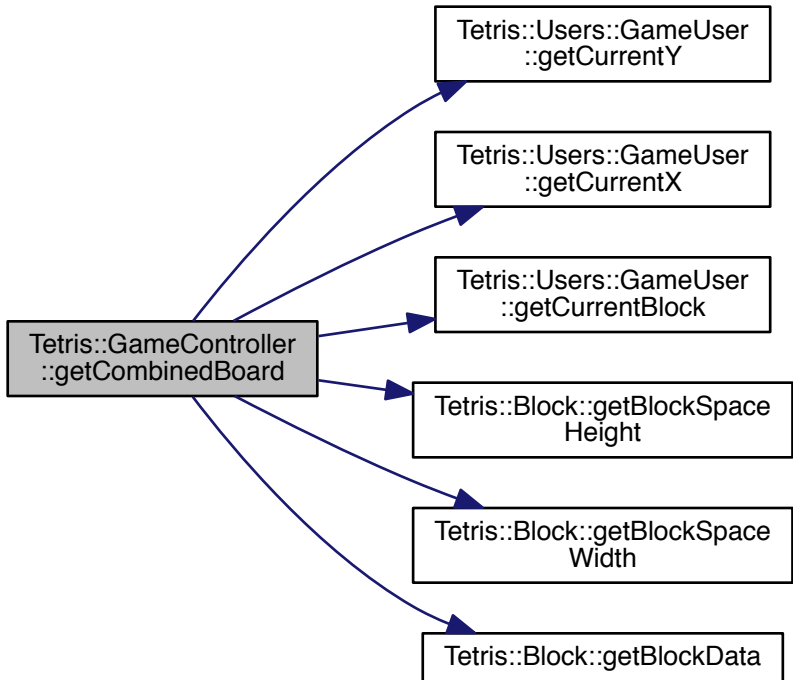 Tetris::Users::GameUser
::getCurrentY
Tetris::Users::GameUser
::getCurrentX
Tetris::Users::GameUser
::getCurrentBlock
Tetris::GameController
::getCombinedBoard
Tetris::Block::getBlockSpace
Height
Tetris::Block::getBlockSpace
Width
Tetris::Block::getBlockData